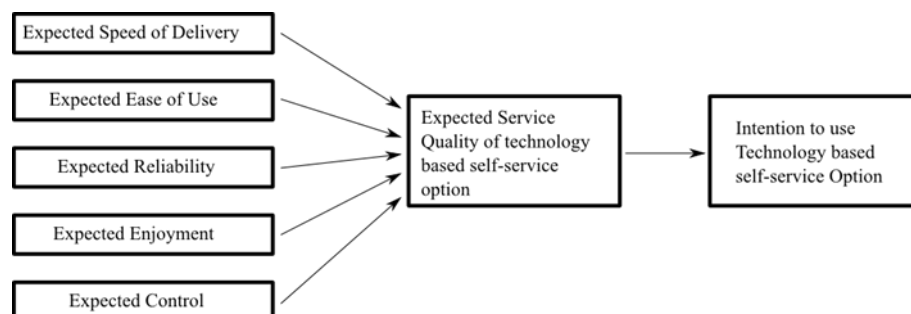 Expected Speed of Delivery
Expected Ease of Use
Expected Reliability
Expected Enjoyment
Expected Control
Expected Service
Quality of technology
based self-service
option
Intention to use
Technology based
self-service Option